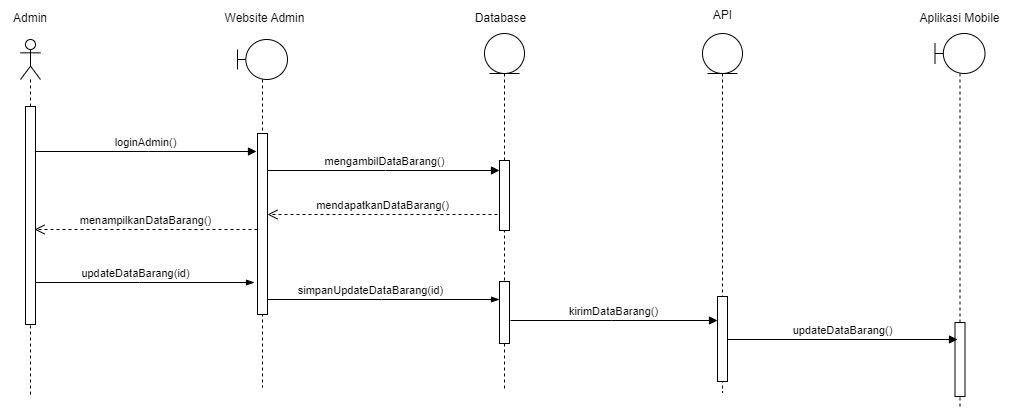 Admin
Website Admin
Database
API
Aplikasi Mobile
loginAdmin()
mengambilDataBarang()
mendapatkanDataBarang()
menampilkanDataBarang()
updateDataBarang(id)
simpanUpdateDataBarang(id)
kirimDataBarang()
updateDataBarang()